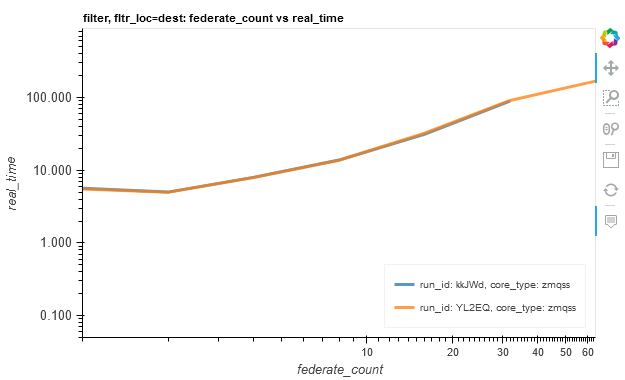 filter, fltr_loc=dest: federate_count vs real_time
real_time
100.000
10.000
1.000
0.100
run_id: kkJWd, core_type: zmqss
run_id: YL2EQ, core_type: zmqss
10 20 30 40 50 60
federate_count